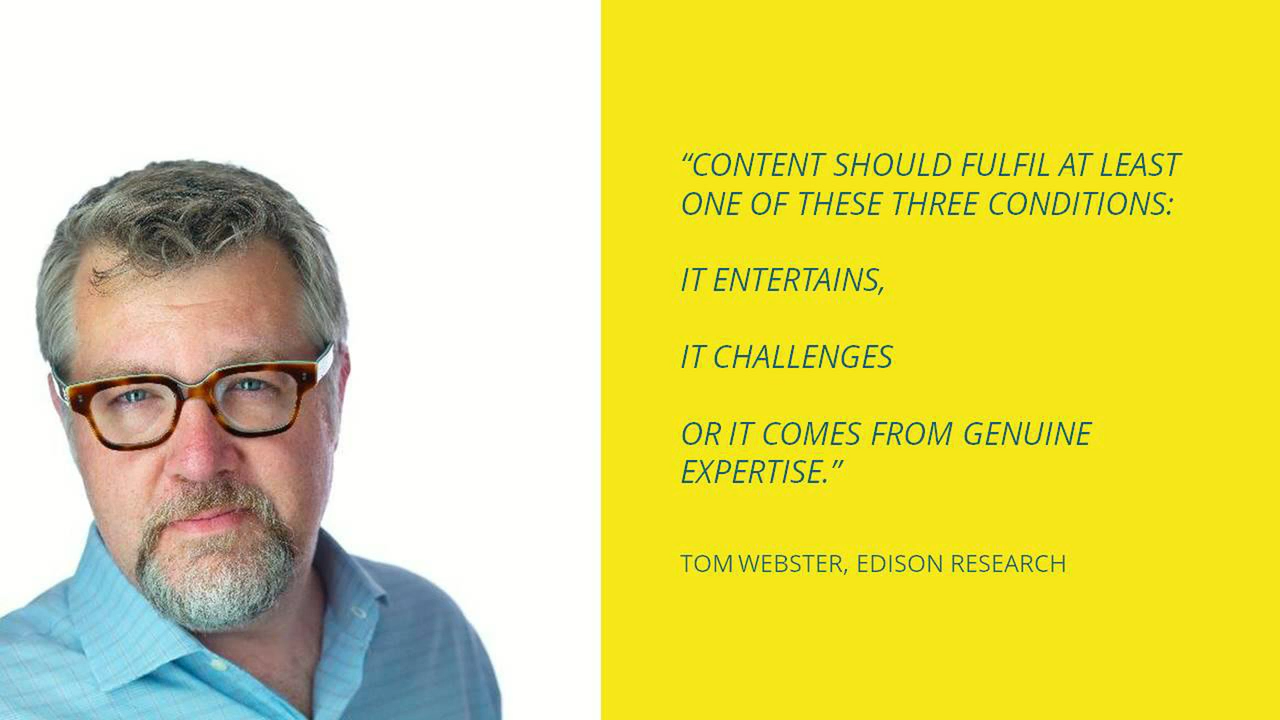 “CONTENT SHOULD FULFIL AT LEAST
ONE OF THESE THREE CONDITIONS:
IT ENTERTAINS,
IT CHALLENGES
OR IT COMES FROM GENUINE
EXPERTISE.”
TOM WEBSTER, EDISON RESEARCH